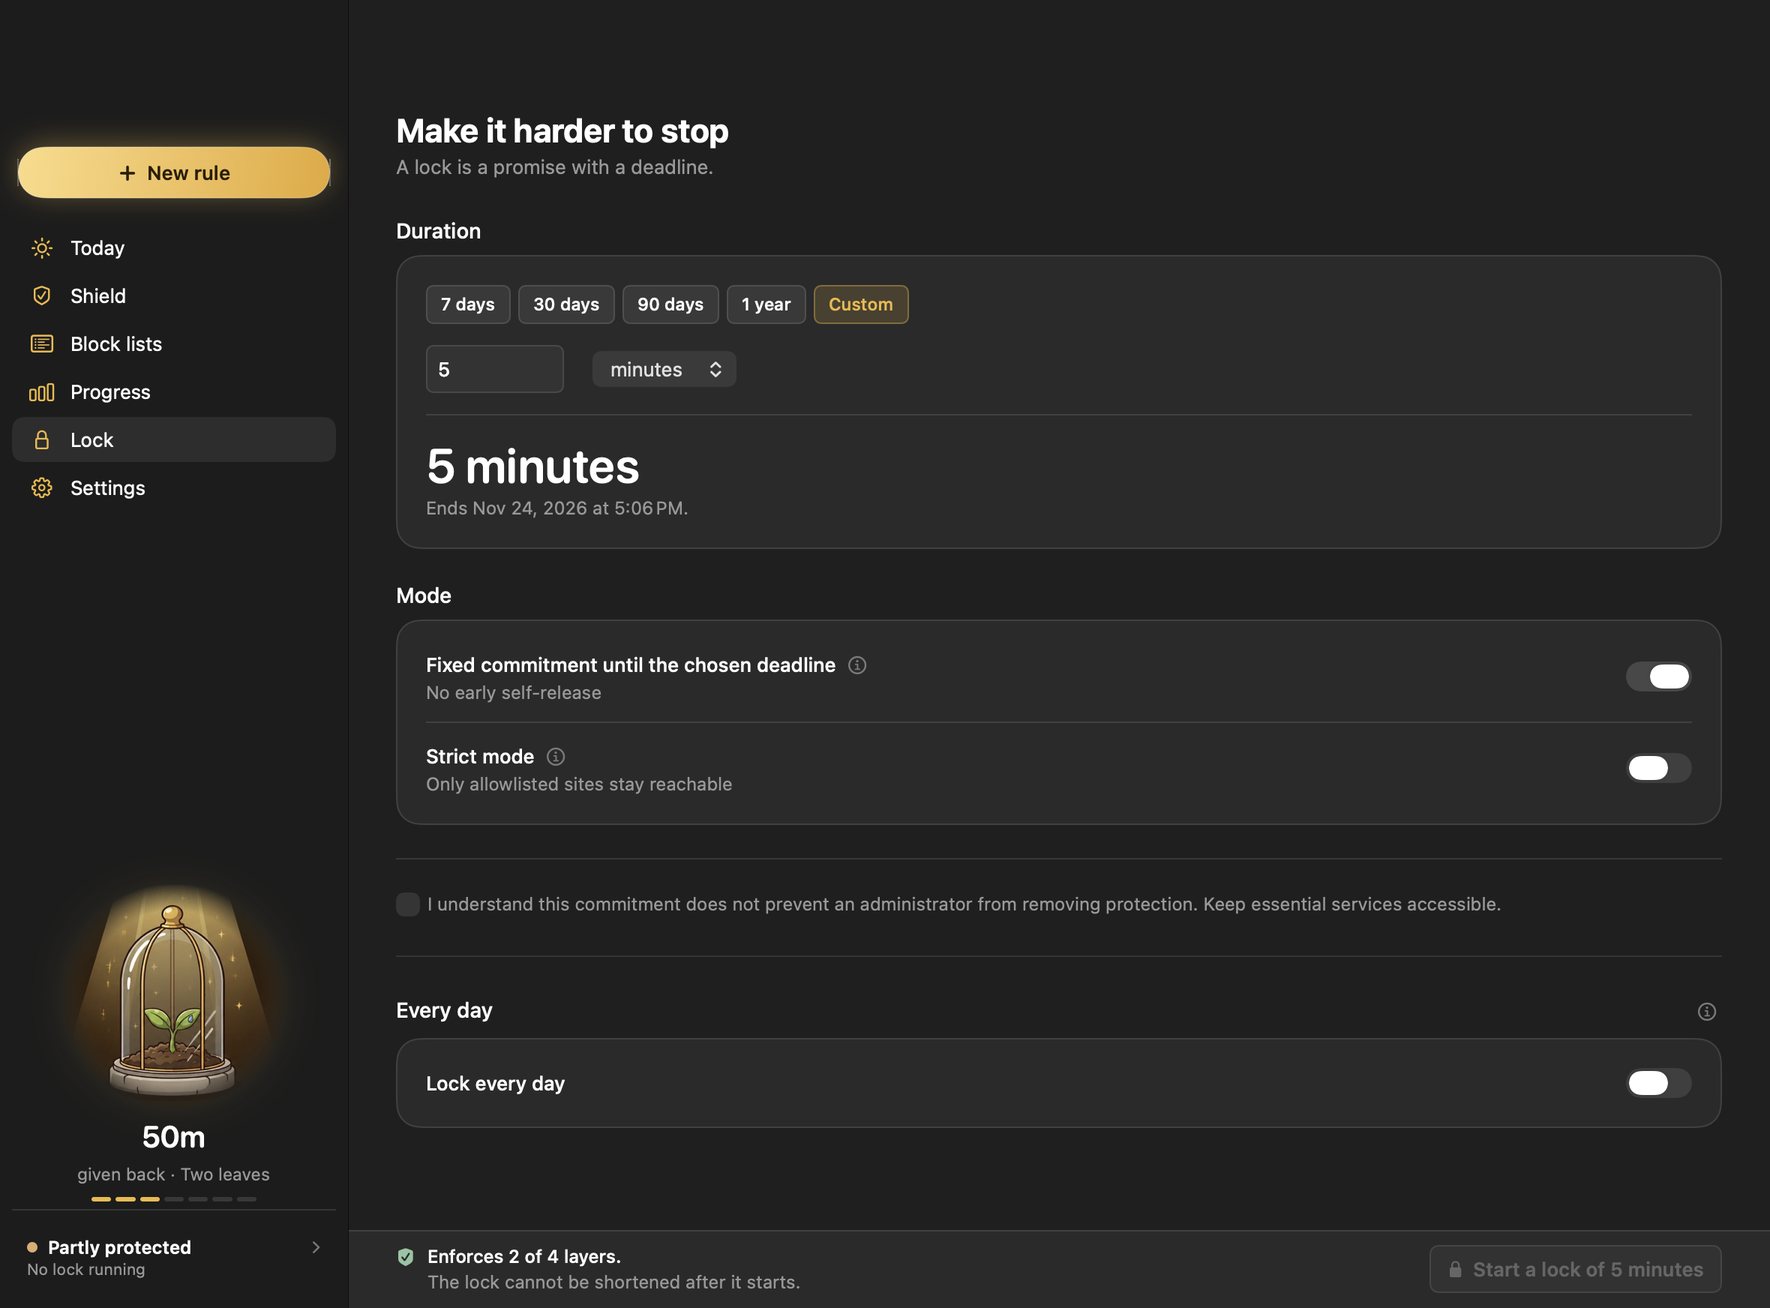 New rule
Today
Shield
Block lists
Progress
Lock
Settings
50m
given back · Two leaves
Partly protected
No lock running
Make it harder to stop
A lock is a promise with a deadline.
Duration
7 days
30 days
90 days
1 year
Custom
5
minutes
5 minutes
Ends Nov 24, 2026 at 5:06 PM.
Mode
Fixed commitment until the chosen deadline
No early self-release
Strict mode
Only allowlisted sites stay reachable
I understand this commitment does not prevent an administrator from removing protection. Keep essential services accessible.
Every day
Lock every day
Enforces 2 of 4 layers.
The lock cannot be shortened after it starts.
Start a lock of 5 minutes